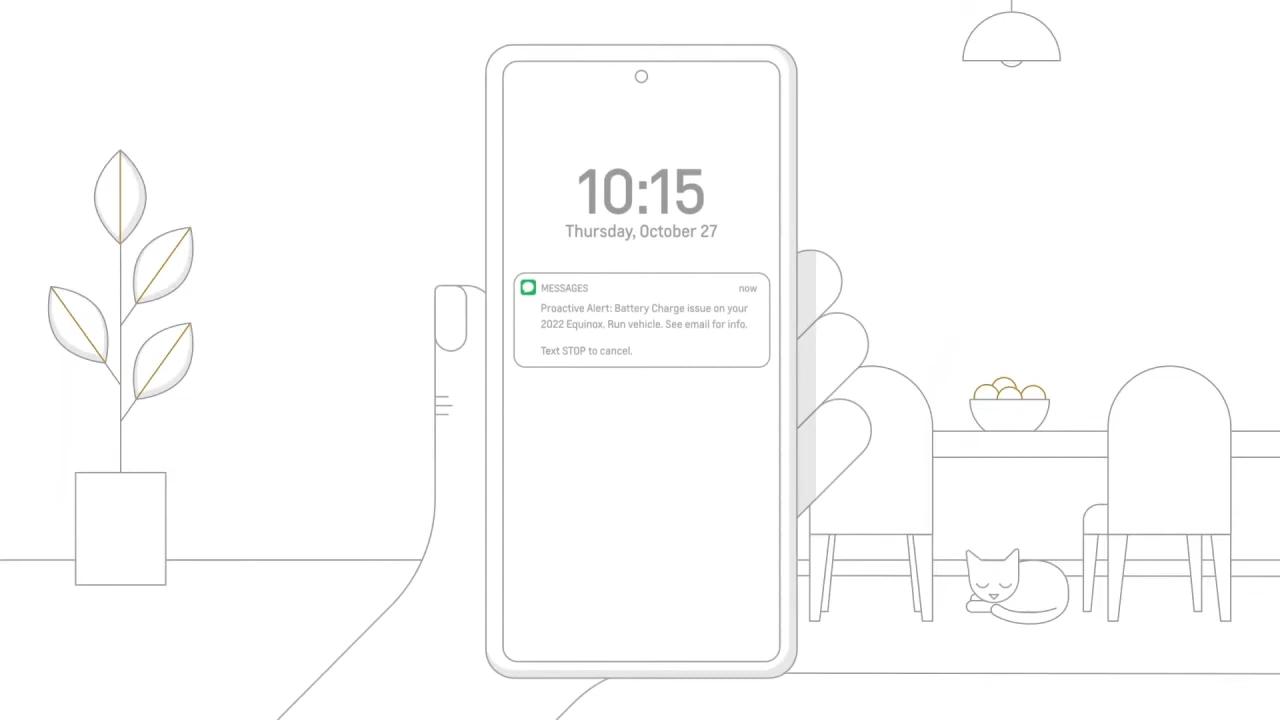 10:15
Thursday, October 27
MESSAGES now
Proactive Alert: Battery Charge issue on your
2022 Equinox. Run vehicle. See email for info.
Text STOP to cancel.